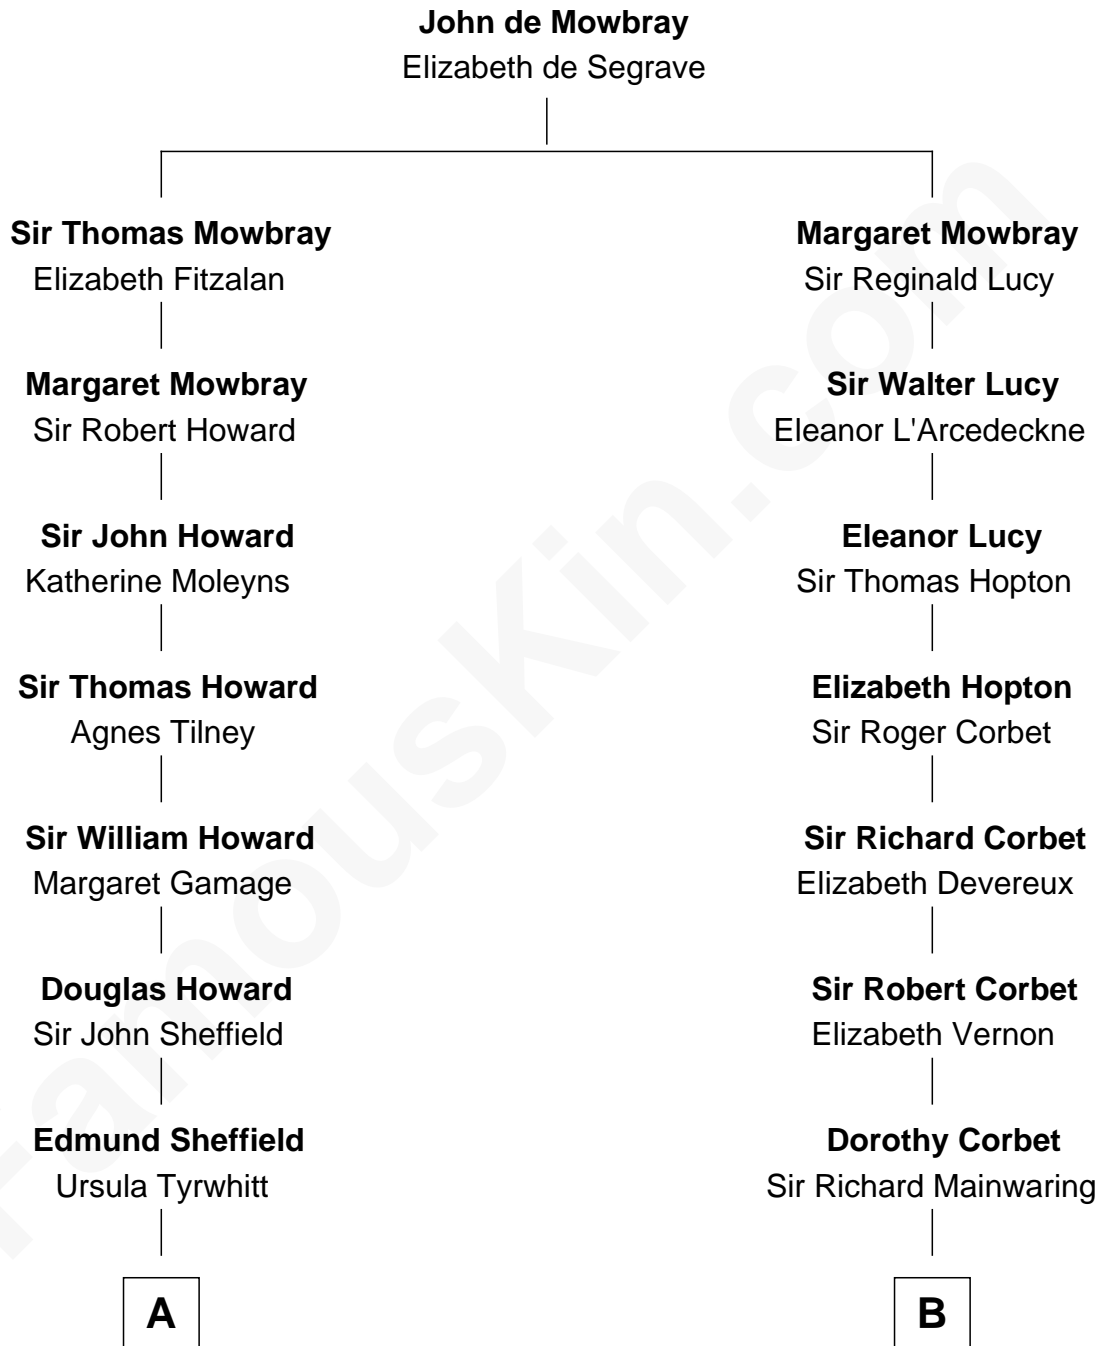 John de Mowbray
Elizabeth de Segrave
Sir Thomas Mowbray
Elizabeth Fitzalan
Margaret Mowbray
Sir Reginald Lucy
Margaret Mowbray
Sir Robert Howard
Sir Walter Lucy
Eleanor L'Arcedeckne
Sir John Howard
Katherine Moleyns
Eleanor Lucy
Sir Thomas Hopton
Sir Thomas Howard
Agnes Tilney
Elizabeth Hopton
Sir Roger Corbet
Sir William Howard
Margaret Gamage
Sir Richard Corbet
Elizabeth Devereux
Douglas Howard
Sir John Sheffield
Sir Robert Corbet
Elizabeth Vernon
Edmund Sheffield
Ursula Tyrwhitt
Dorothy Corbet
Sir Richard Mainwaring
A
B
FamousKin.com